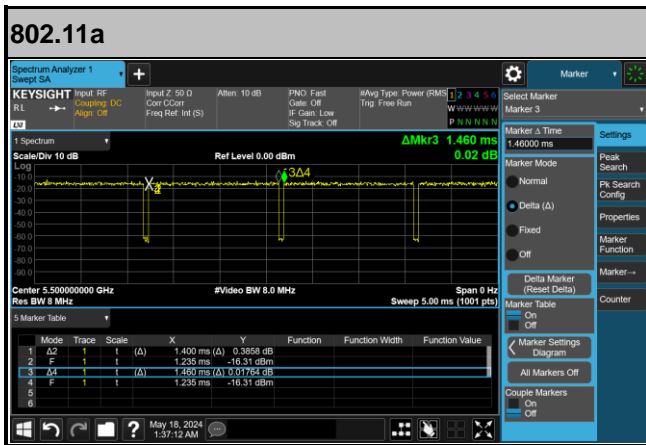 802.11a
Spectrum Analyzer 1
Swept SA
Marker
KEYSIGHT Input: RF Input Z: 50 Ω Atten: 10 dB PNO: Fast #Avg Type: Power (RMS 1 2 3 4 5 6
RL Coupling: DC Corr CCorr Gate: Off Trig: Free Run W W W W W W
Align: Off Freq Ref: Int (S) IF Gain: Low P N N N N N
Sig Track: Off
LXI
Select Marker
Marker 3
1 Spectrum
ΔMkr3 1.460 ms
Scale/Div 10 dB Ref Level 0.00 dBm 0.02 dB
Log
-10.0
-20.0
-30.0
-40.0
-50.0
-60.0
-70.0
-80.0
-90.0
3Δ4
Center 5.500000000 GHz #Video BW 8.0 MHz Span 0 Hz
Res BW 8 MHz Sweep 5.00 ms (1001 pts)
5 Marker Table
Mode Trace Scale X Y Function Function Width Function Value
1 Δ2 1 t (Δ) 1.400 ms (Δ) 0.3858 dB
2 F 1 t 1.235 ms -16.31 dBm
3 Δ4 1 t (Δ) 1.460 ms (Δ) 0.01764 dB
4 F 1 t 1.235 ms -16.31 dBm
5
6
Marker Δ Time
1.46000 ms
Marker Mode
Normal
Delta (Δ)
Fixed
Off
Delta Marker
(Reset Delta)
Marker Table
On
Off
Marker Settings
Diagram
All Markers Off
Couple Markers
On
Off
Settings
Peak
Search
Pk Search
Config
Properties
Marker
Function
Marker→
Counter
May 18, 2024
1:37:12 AM